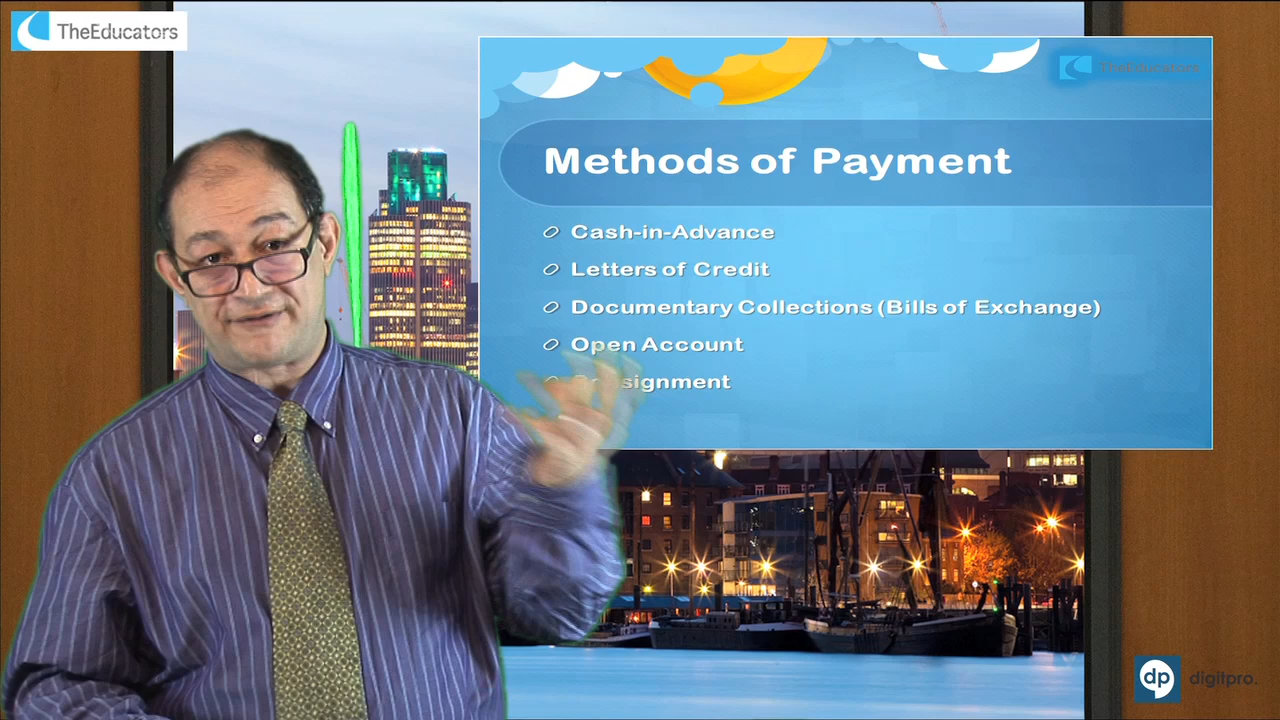 TheEducators
TheEducators
Methods of Payment
Cash-in-Advance
Letters of Credit
Documentary Collections (Bills of Exchange)
Open Account
Consignment
dp digitpro.